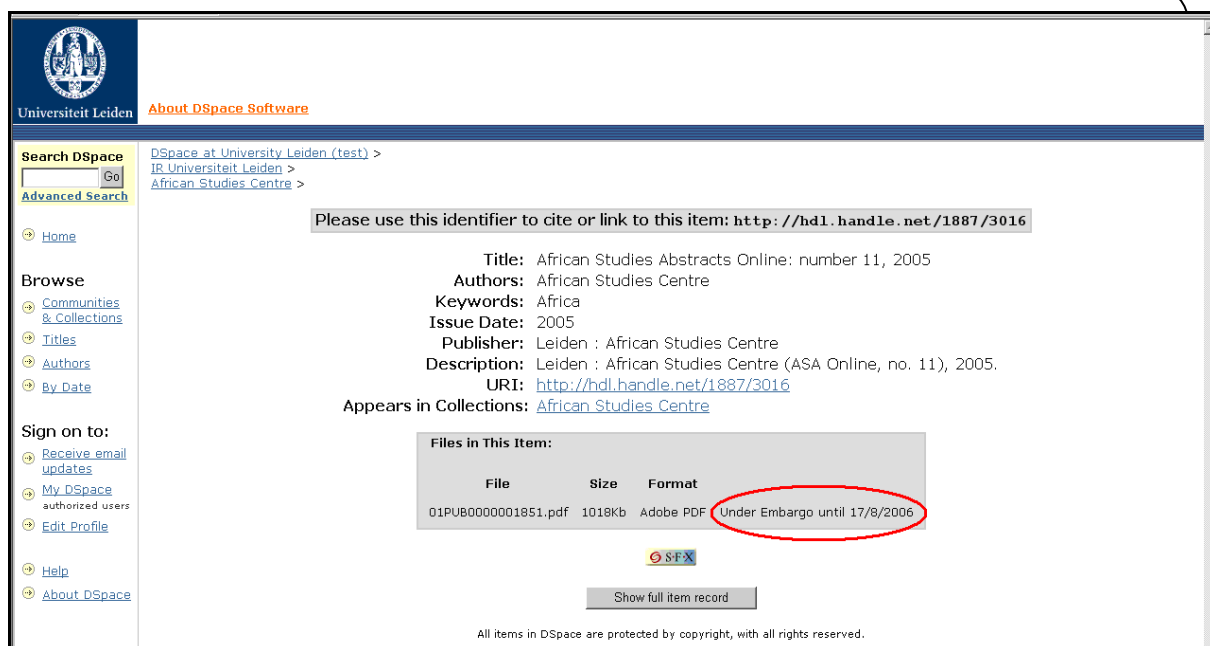 Universiteit Leiden
About DSpace Software
Search DSpace
Go
Advanced Search
Home
Browse
Communities
& Collections
Titles
Authors
By Date
Sign on to:
Receive email
updates
My DSpace
authorized users
Edit Profile
Help
About DSpace
DSpace at University Leiden (test) >
IR Universiteit Leiden >
African Studies Centre >
Please use this identifier to cite or link to this item: http://hdl.handle.net/1887/3016
Title: African Studies Abstracts Online: number 11, 2005
Authors: African Studies Centre
Keywords: Africa
Issue Date: 2005
Publisher: Leiden : African Studies Centre
Description: Leiden : African Studies Centre (ASA Online, no. 11), 2005.
URI: http://hdl.handle.net/1887/3016
Appears in Collections: African Studies Centre
Files in This Item:
File Size Format
01PUB0000001851.pdf 1018Kb Adobe PDF Under Embargo until 17/8/2006
S·F·X
Show full item record
All items in DSpace are protected by copyright, with all rights reserved.